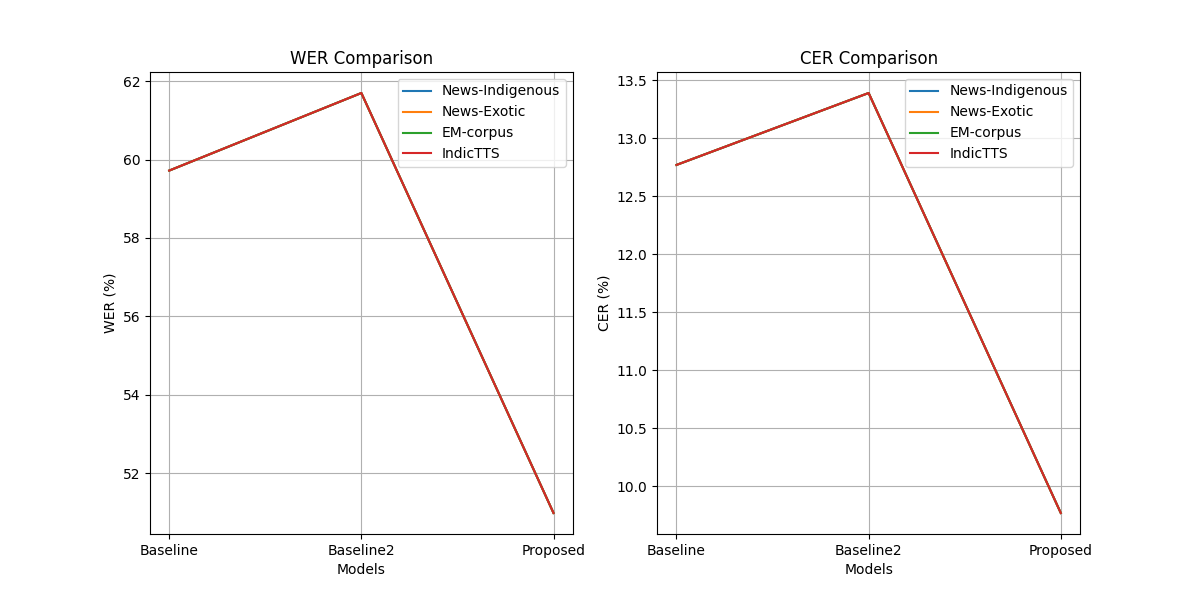 WER Comparison
62
60
58
56
54
52
WER (%)
News-Indigenous
News-Exotic
EM-corpus
IndicTTS
Baseline
Baseline2
Proposed
Models
CER Comparison
13.5
13.0
12.5
12.0
11.5
11.0
10.5
10.0
CER (%)
News-Indigenous
News-Exotic
EM-corpus
IndicTTS
Baseline
Baseline2
Proposed
Models